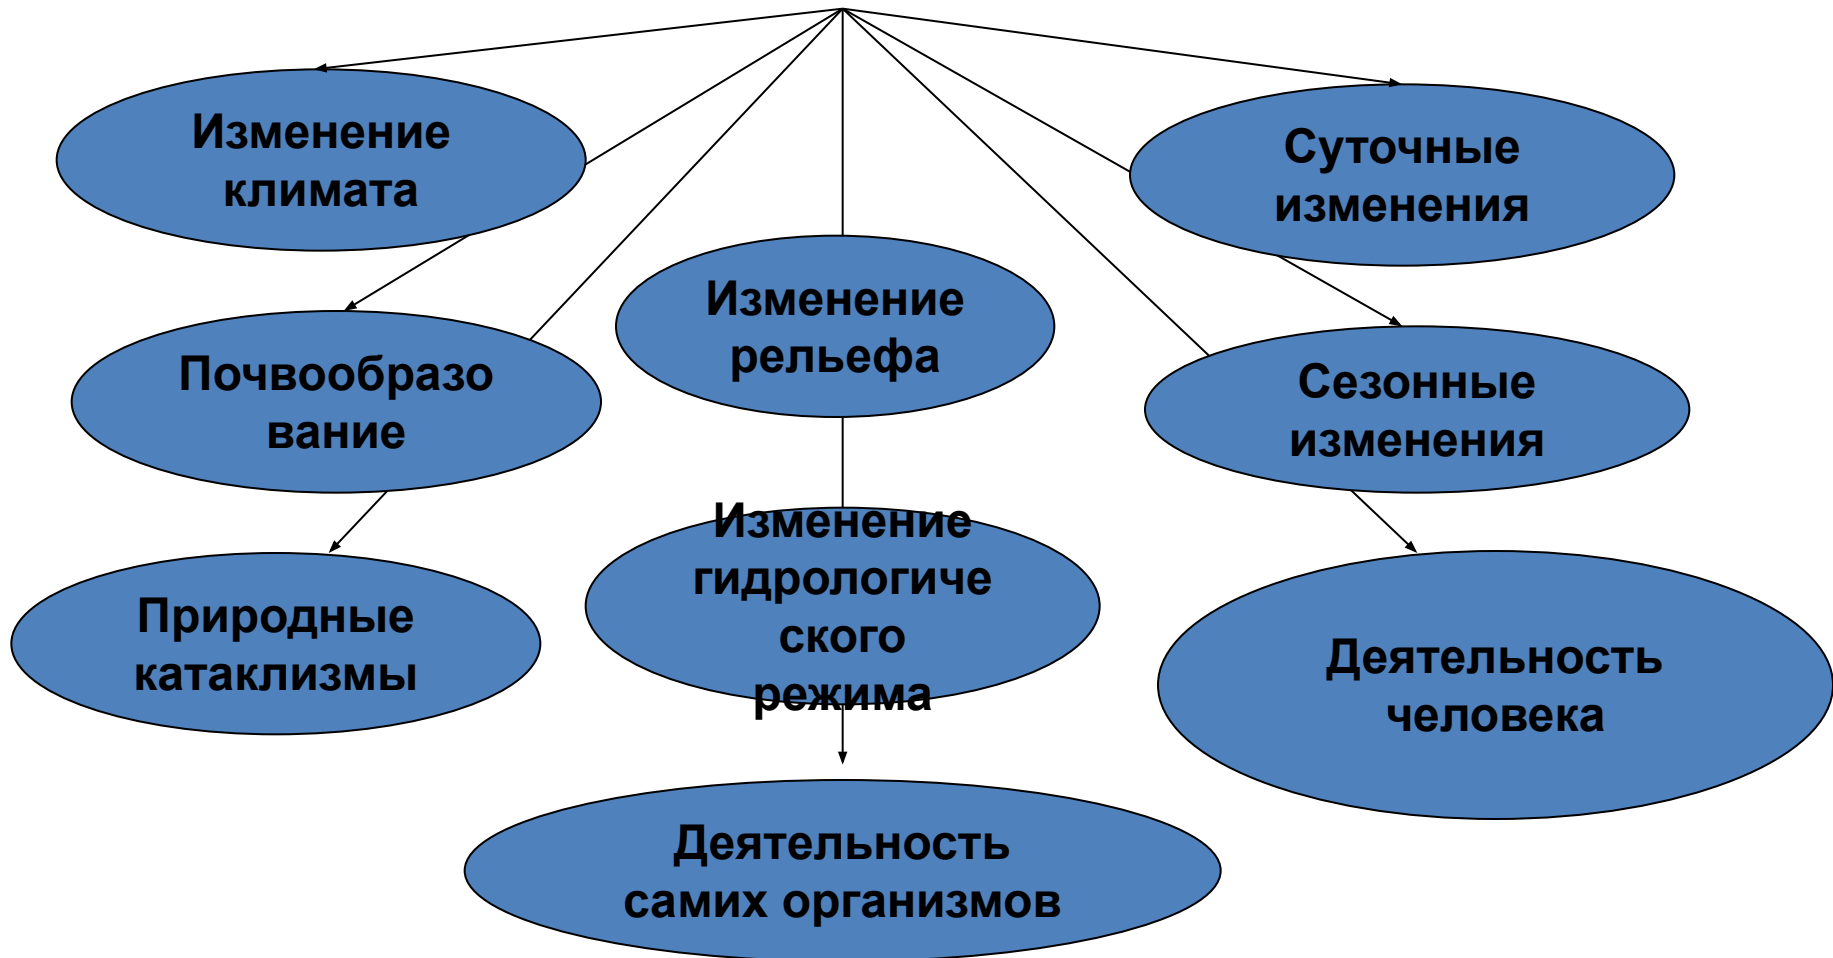 Изменение
климата
Суточные
изменения
Изменение
рельефа
Почвообразо
вание
Сезонные
изменения
Изменение
гидрологиче
ского
режима
Природные
катаклизмы
Деятельность
человека
Деятельность
самих организмов